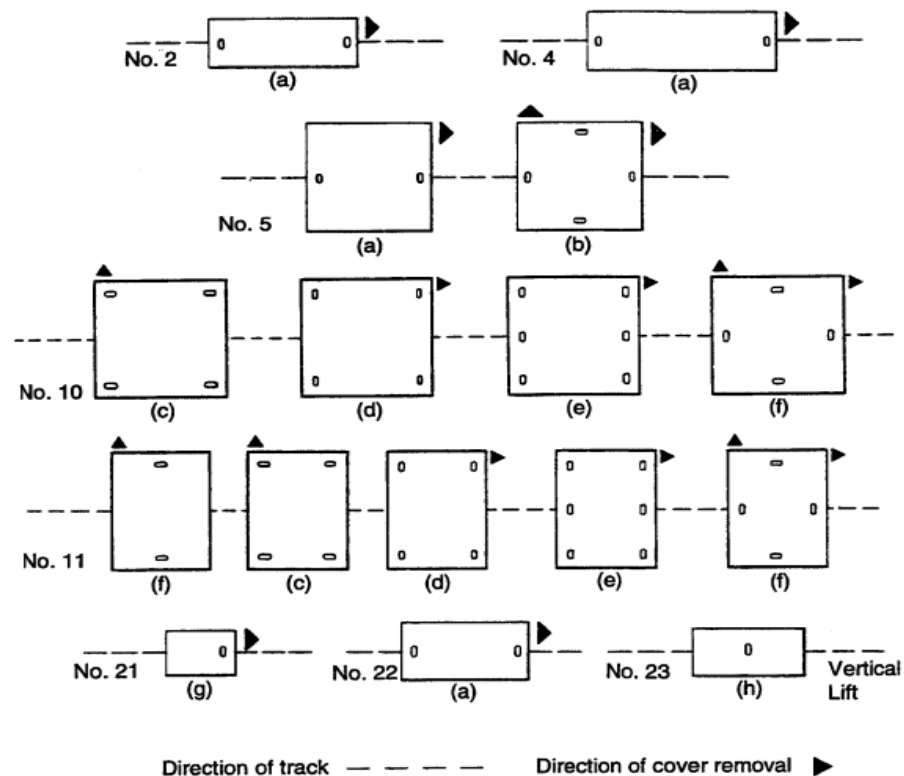 No. 2
(a)
No. 4
(a)
No. 5
(a)
(b)
No. 10
(c)
(d)
(e)
(f)
No. 11
(f)
(c)
(d)
(e)
(f)
No. 21
(g)
No. 22
(a)
No. 23
(h)
Vertical
Lift
Direction of track
Direction of cover removal